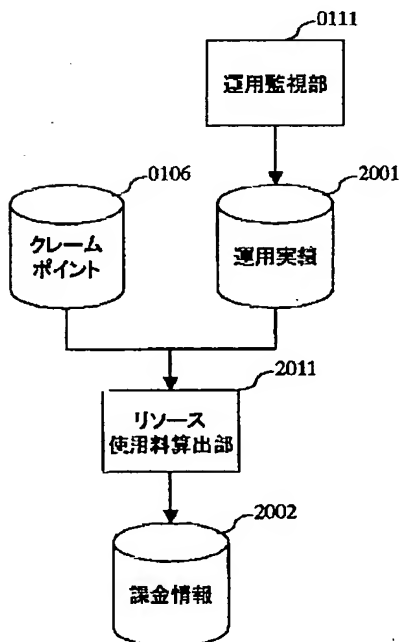 0111
運用監視部
0106
2001
クレーム
ポイント
運用実績
2011
リソース
使用料算出部
2002
課金情報